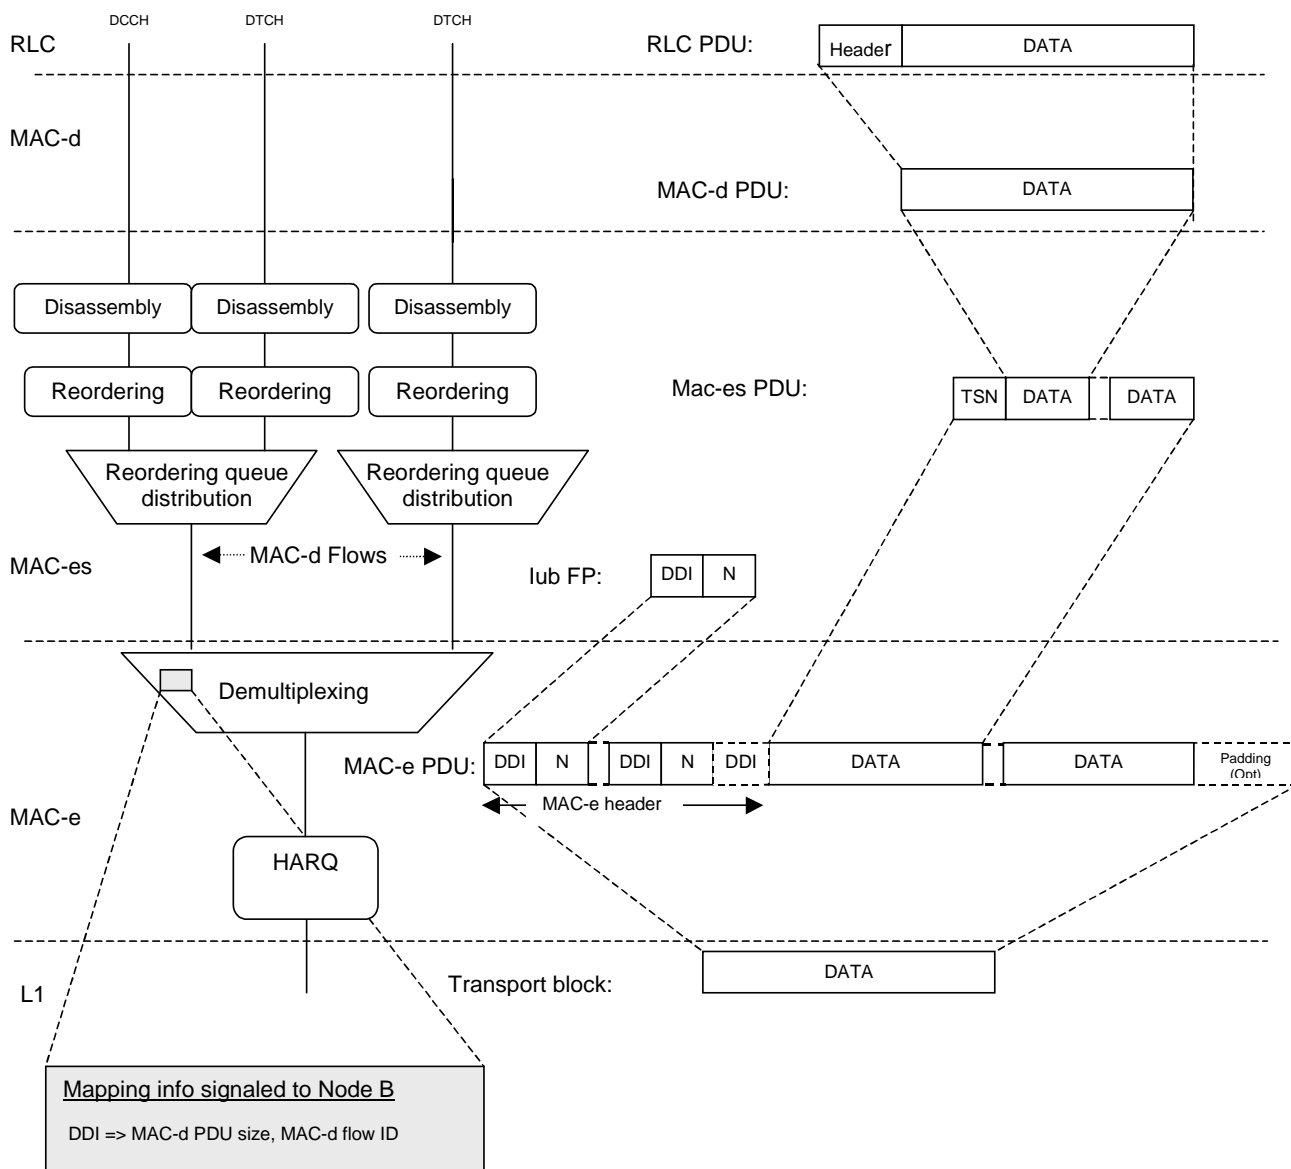 DCCH
DTCH
DTCH
RLC
RLC PDU:
Header
DATA
MAC-d
MAC-d PDU:
DATA
Disassembly
Disassembly
Disassembly
Reordering
Reordering
Reordering
Mac-es PDU:
TSN
DATA
DATA
Reordering queue
distribution
Reordering queue
distribution
MAC-d Flows
MAC-es
Iub FP:
DDI
N
Demultiplexing
MAC-e PDU:
DDI
N
DDI
N
DDI
DATA
DATA
Padding
(Opt)
MAC-e header
MAC-e
HARQ
L1
Transport block:
DATA
Mapping info signaled to Node B
DDI => MAC-d PDU size, MAC-d flow ID